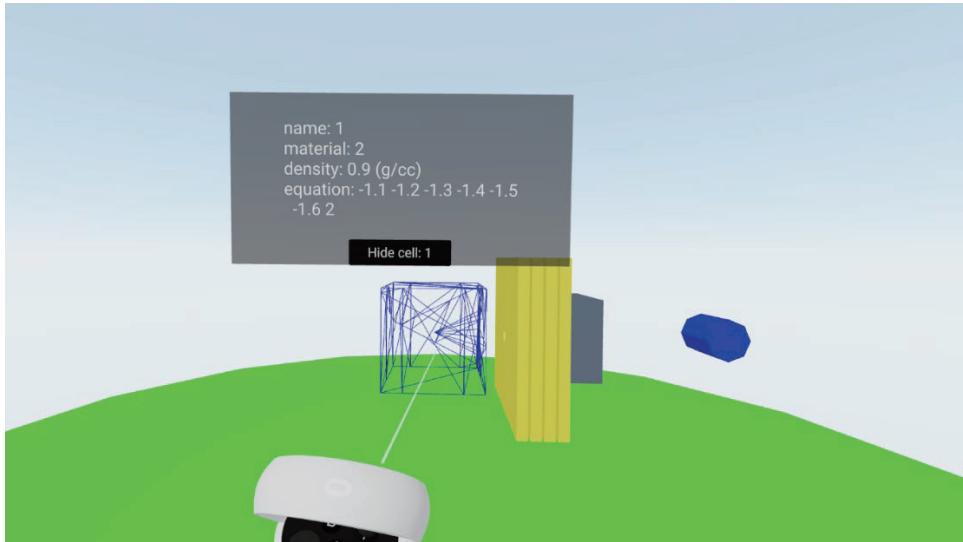 name: 1
material: 2
density: 0.9 (g/cc)
equation: -1.1 -1.2 -1.3 -1.4 -1.5
-1.6 2
Hide cell: 1